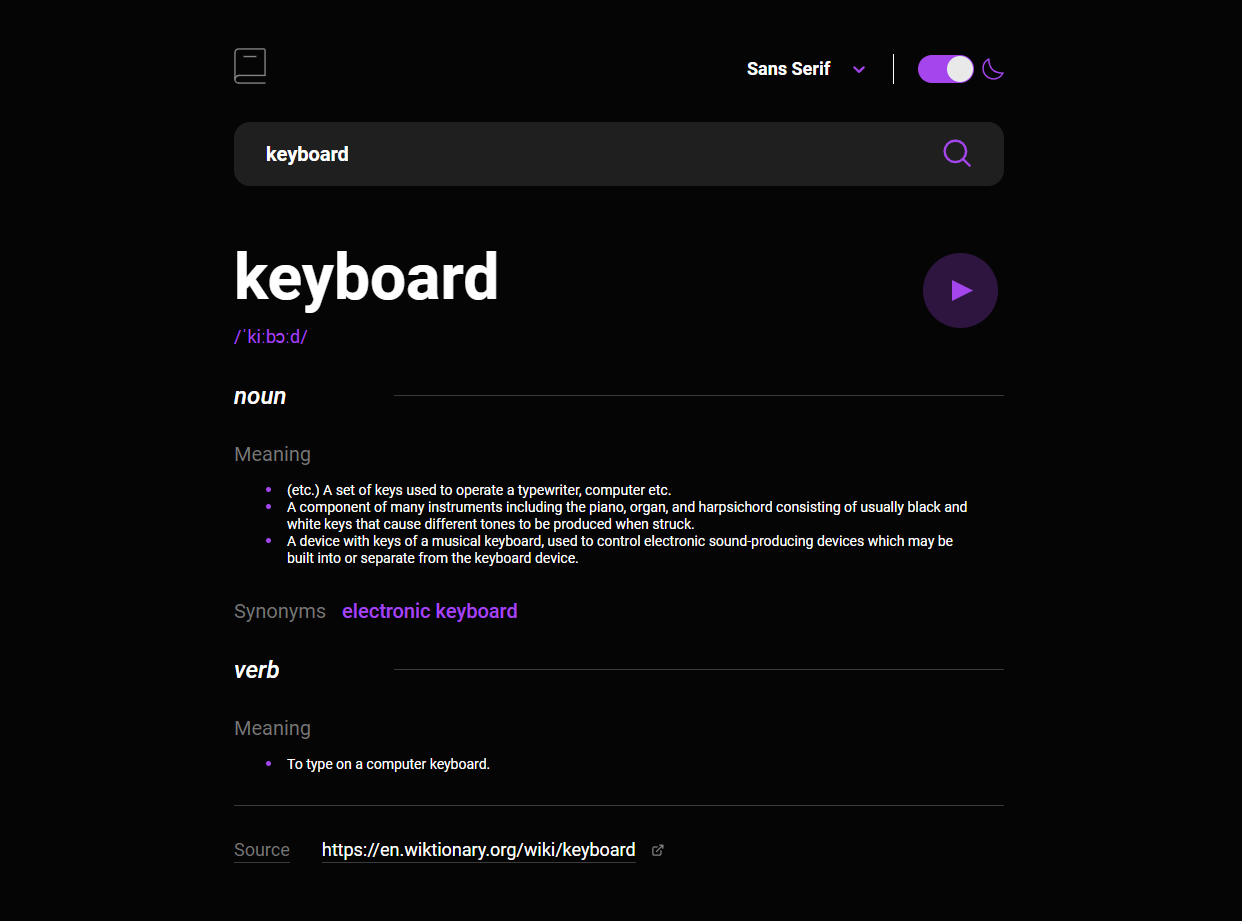 Sans Serif
keyboard
keyboard
/ˈkiːbɔːd/
noun
Meaning
(etc.) A set of keys used to operate a typewriter, computer etc.
A component of many instruments including the piano, organ, and harpsichord consisting of usually black and
white keys that cause different tones to be produced when struck.
A device with keys of a musical keyboard, used to control electronic sound-producing devices which may be
built into or separate from the keyboard device.
Synonyms electronic keyboard
verb
Meaning
To type on a computer keyboard.
Source https://en.wiktionary.org/wiki/keyboard